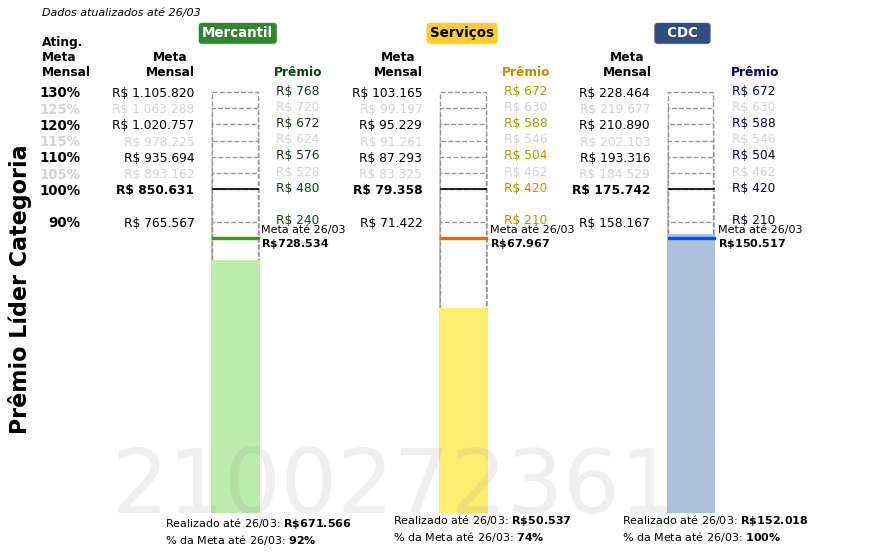 Dados atualizados até 26/03
Mercantil
Serviços
CDC
Ating.
Meta
Mensal
Meta
Mensal
Prêmio
Meta
Mensal
Prêmio
Meta
Mensal
Prêmio
130% R$ 1.105.820 R$ 768 R$ 103.165 R$ 672 R$ 228.464 R$ 672
125% R$ 1.063.288 R$ 720 R$ 99.197 R$ 630 R$ 219.677 R$ 630
120% R$ 1.020.757 R$ 672 R$ 95.229 R$ 588 R$ 210.890 R$ 588
115% R$ 978.225 R$ 624 R$ 91.261 R$ 546 R$ 202.103 R$ 546
110% R$ 935.694 R$ 576 R$ 87.293 R$ 504 R$ 193.316 R$ 504
105% R$ 893.162 R$ 528 R$ 83.325 R$ 462 R$ 184.529 R$ 462
100% R$ 850.631 R$ 480 R$ 79.358 R$ 420 R$ 175.742 R$ 420
90% R$ 765.567 R$ 240 R$ 71.422 R$ 210 R$ 158.167 R$ 210
Meta até 26/03
R$728.534
Meta até 26/03
R$67.967
Meta até 26/03
R$150.517
Prêmio Líder Categoria
2100272361
Realizado até 26/03: R$671.566
% da Meta até 26/03: 92%
Realizado até 26/03: R$50.537
% da Meta até 26/03: 74%
Realizado até 26/03: R$152.018
% da Meta até 26/03: 100%